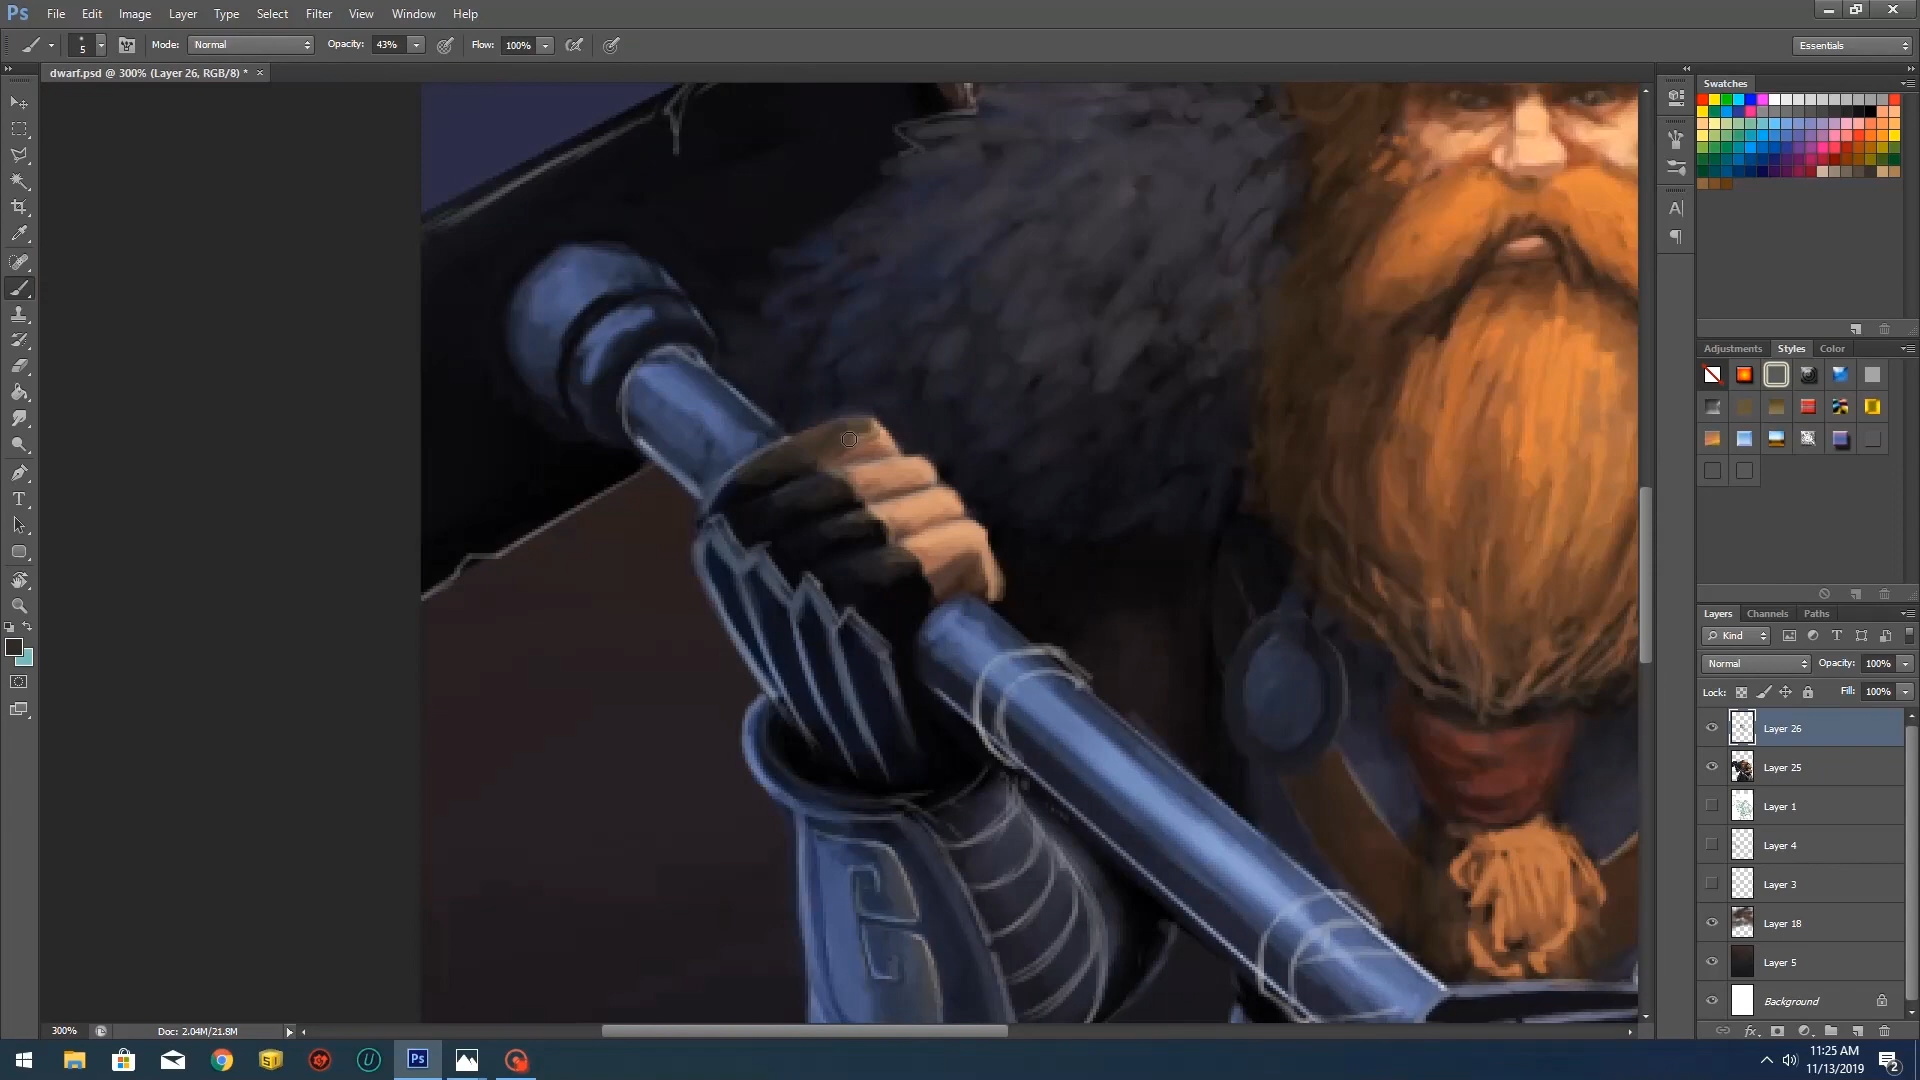 Ps File Edit Image Layer Type Select Filter View Window Help
5 Mode: Normal Opacity: 43% Flow: 100% Essentials
dwarf.psd @ 300% (Layer 26, RGB/8) * ×
Swatches
Adjustments Styles Color
Layers Channels Paths
Kind
Normal Opacity: 100%
Lock: Fill: 100%
Layer 26
Layer 25
Layer 1
Layer 4
Layer 3
Layer 18
Layer 5
Background
300% Doc: 2.04M/21.8M
11:25 AM
11/13/2019
2